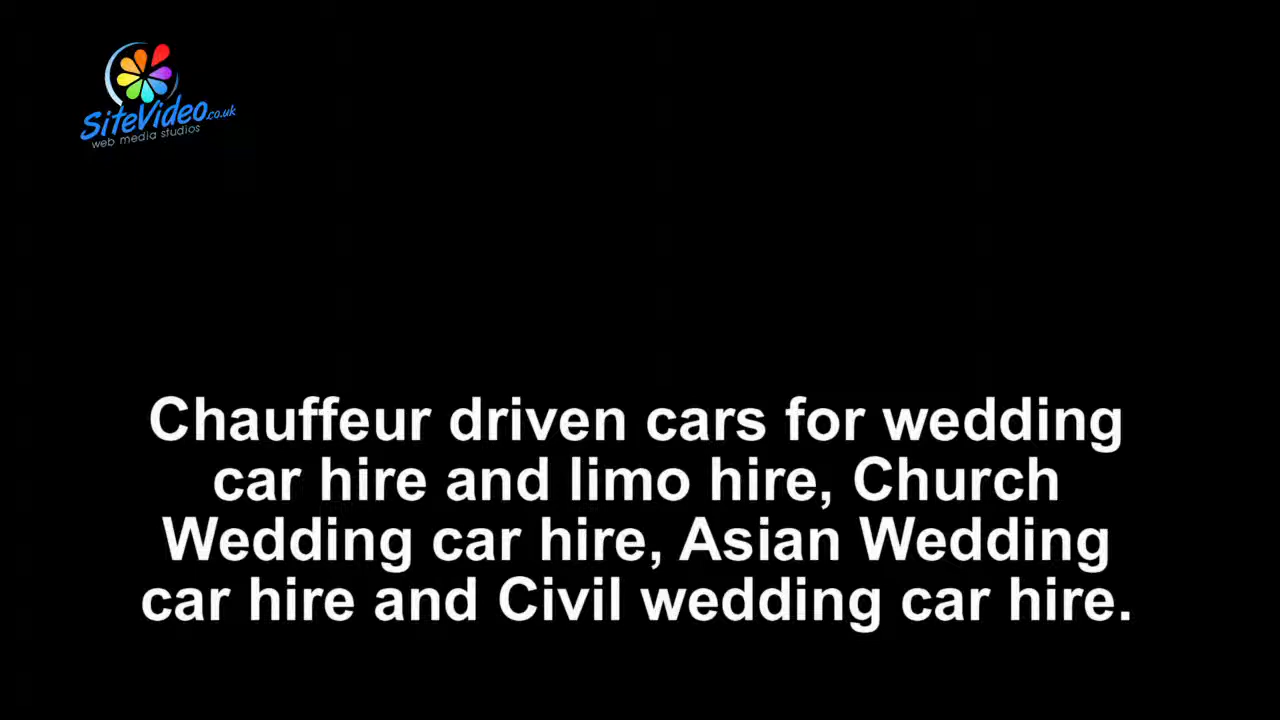 SiteVideo.co.uk
web media studios
Chauffeur driven cars for wedding
car hire and limo hire, Church
Wedding car hire, Asian Wedding
car hire and Civil wedding car hire.